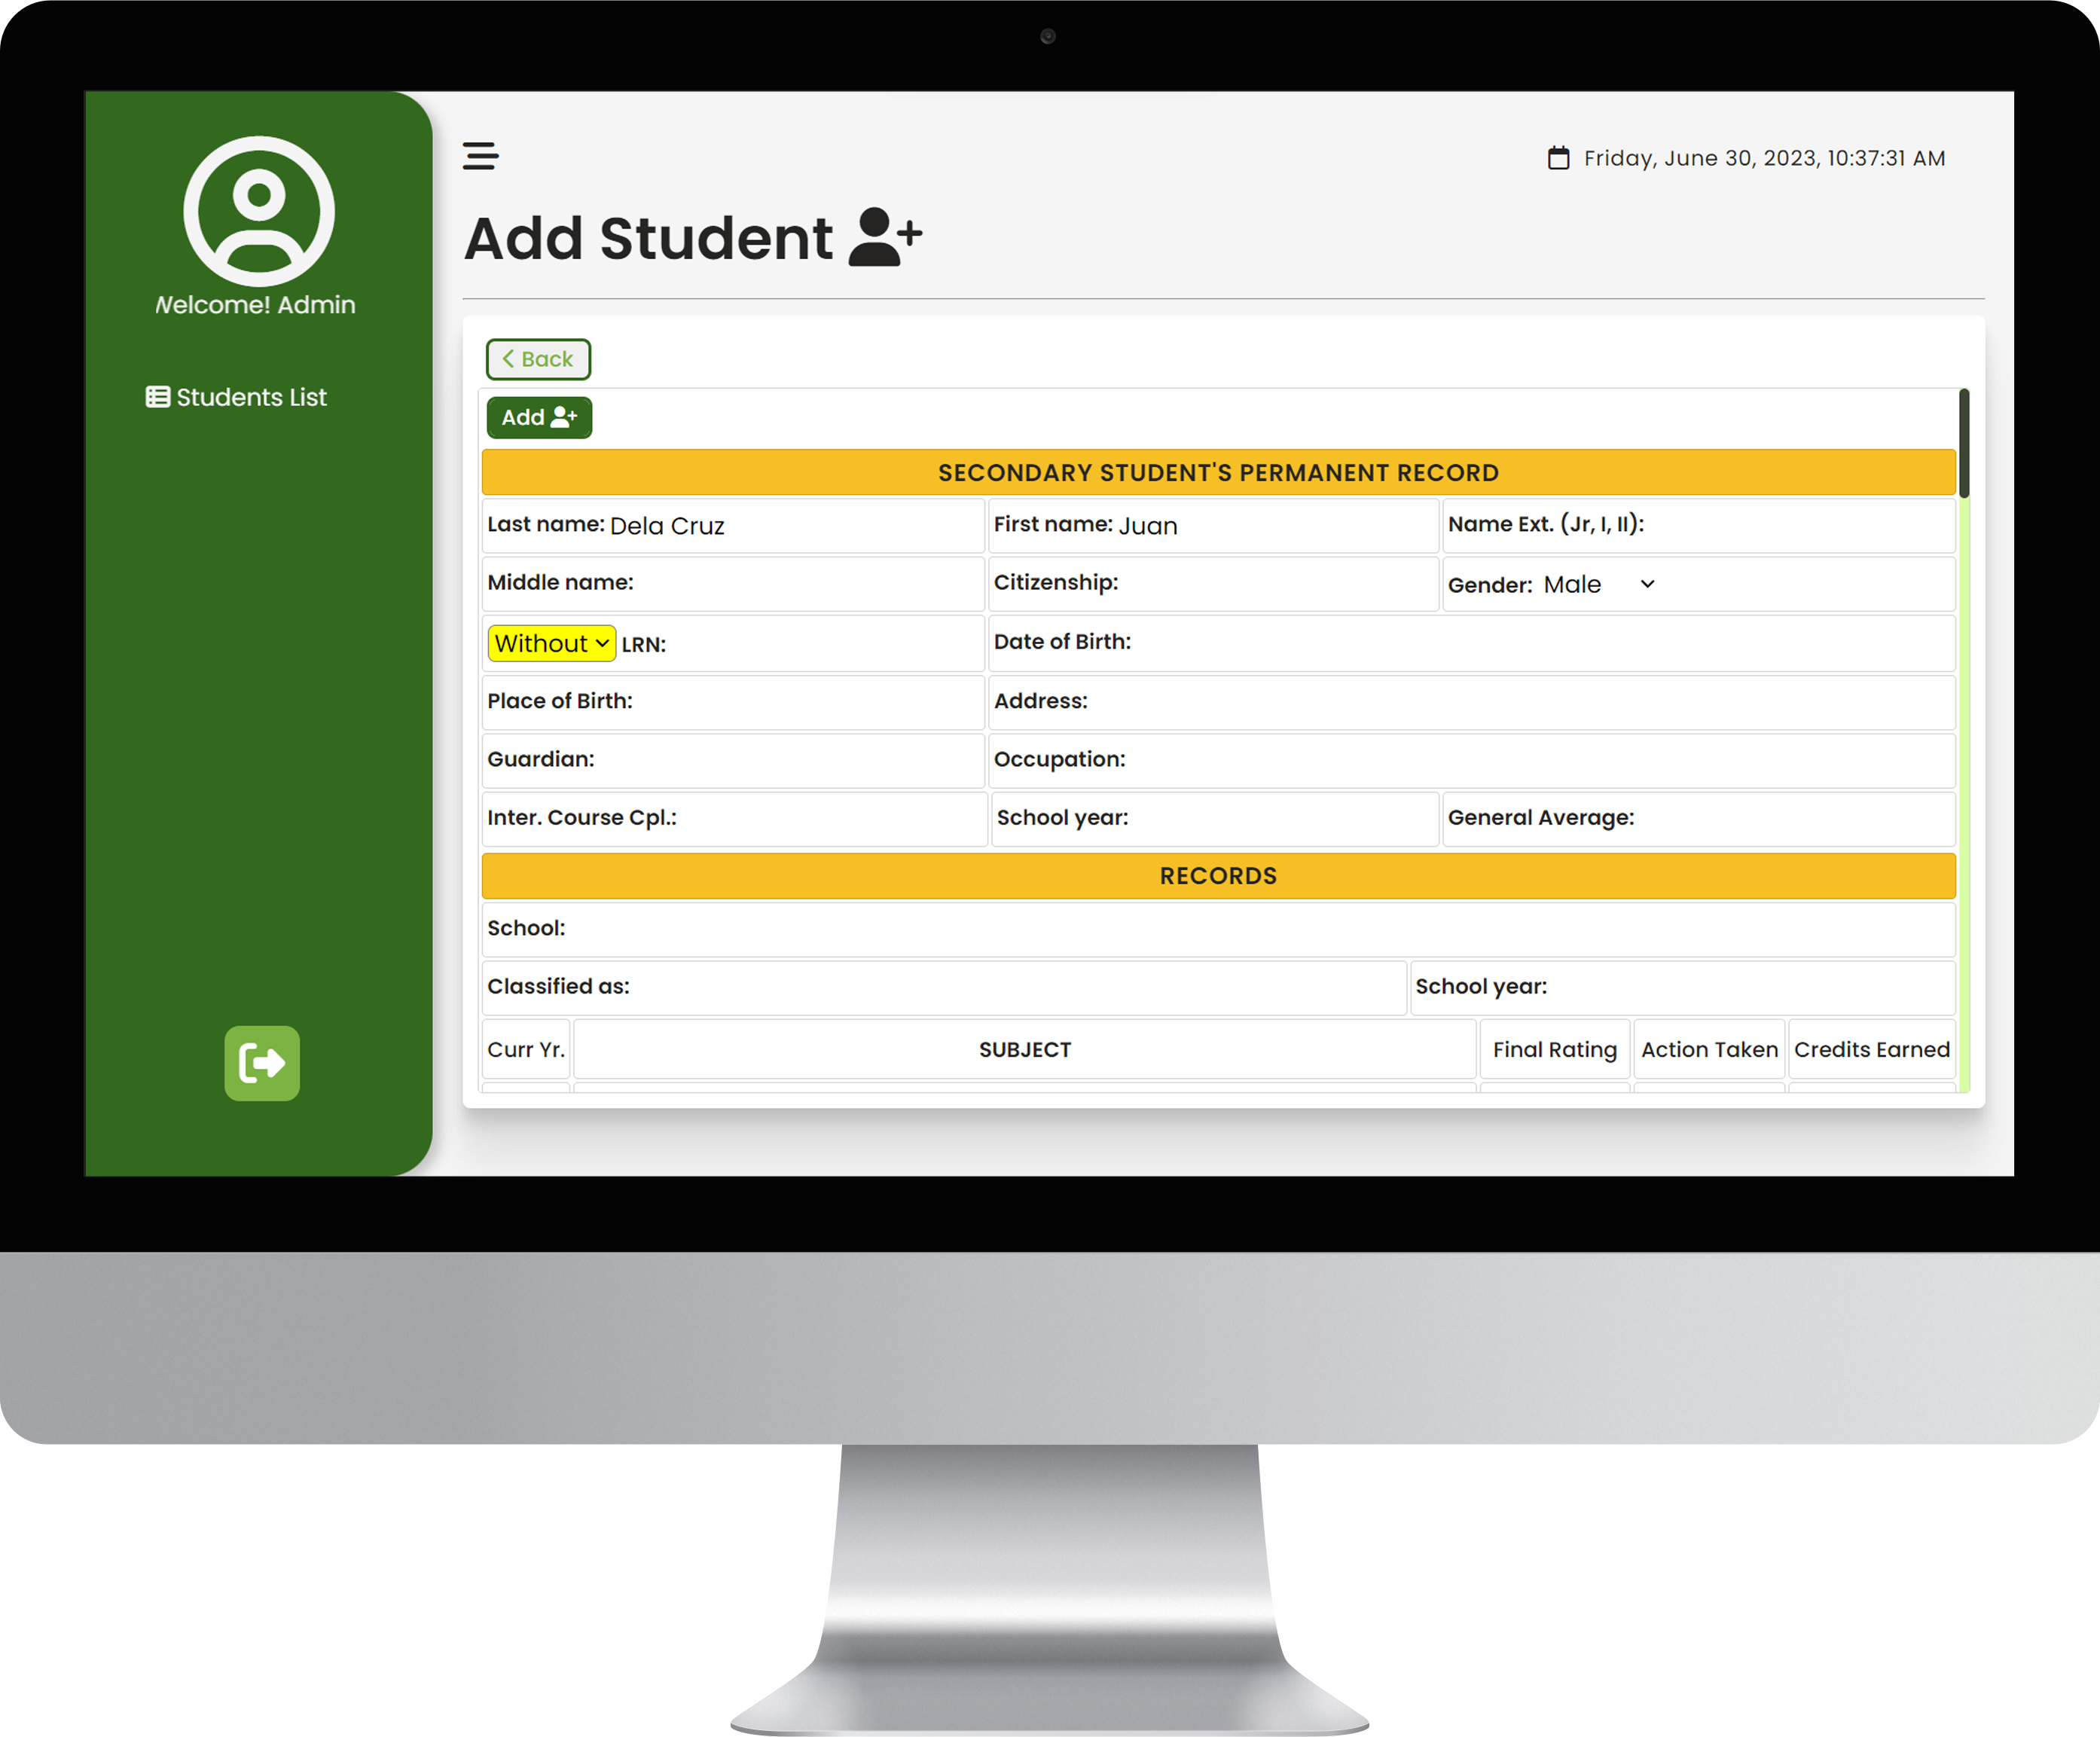 Friday, June 30, 2023, 10:37:31 AM
Add Student
Welcome! Admin
Students List
Back
Add
SECONDARY STUDENT'S PERMANENT RECORD
Last name: Dela Cruz First name: Juan Name Ext. (Jr, I, II):
Middle name: Citizenship: Gender: Male
Without LRN: Date of Birth:
Place of Birth: Address:
Guardian: Occupation:
Inter. Course Cpl.: School year: General Average:
RECORDS
School:
Classified as: School year:
Curr Yr. SUBJECT Final Rating Action Taken Credits Earned